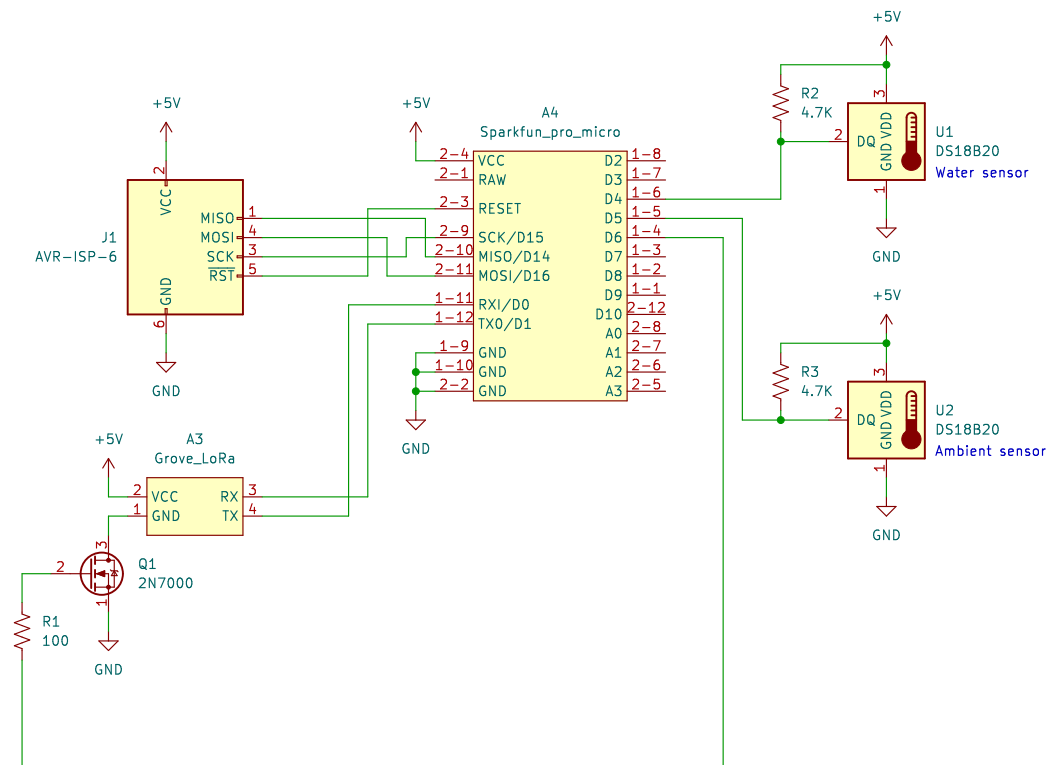 +5V
2
VCC
MISO 1
MOSI 4
SCK 3
RST 5
GND
6
J1
AVR-ISP-6
GND
+5V
A4
Sparkfun_pro_micro
2-4 VCC
2-1 RAW
2-3 RESET
2-9 SCK/D15
2-10 MISO/D14
2-11 MOSI/D16
1-11 RXI/D0
1-12 TX0/D1
1-9 GND
1-10 GND
2-2 GND
D2 1-8
D3 1-7
D4 1-6
D5 1-5
D6 1-4
D7 1-3
D8 1-2
D9 1-1
D10 2-12
A0 2-8
A1 2-7
A2 2-6
A3 2-5
GND
+5V
R2
4.7K
3
2 DQ
GND VDD
1
U1
DS18B20
Water sensor
GND
+5V
R3
4.7K
3
2 DQ
GND VDD
1
U2
DS18B20
Ambient sensor
GND
+5V
A3
Grove_LoRa
2 VCC
1 GND
RX 3
TX 4
3
2
1
Q1
2N7000
R1
100
GND